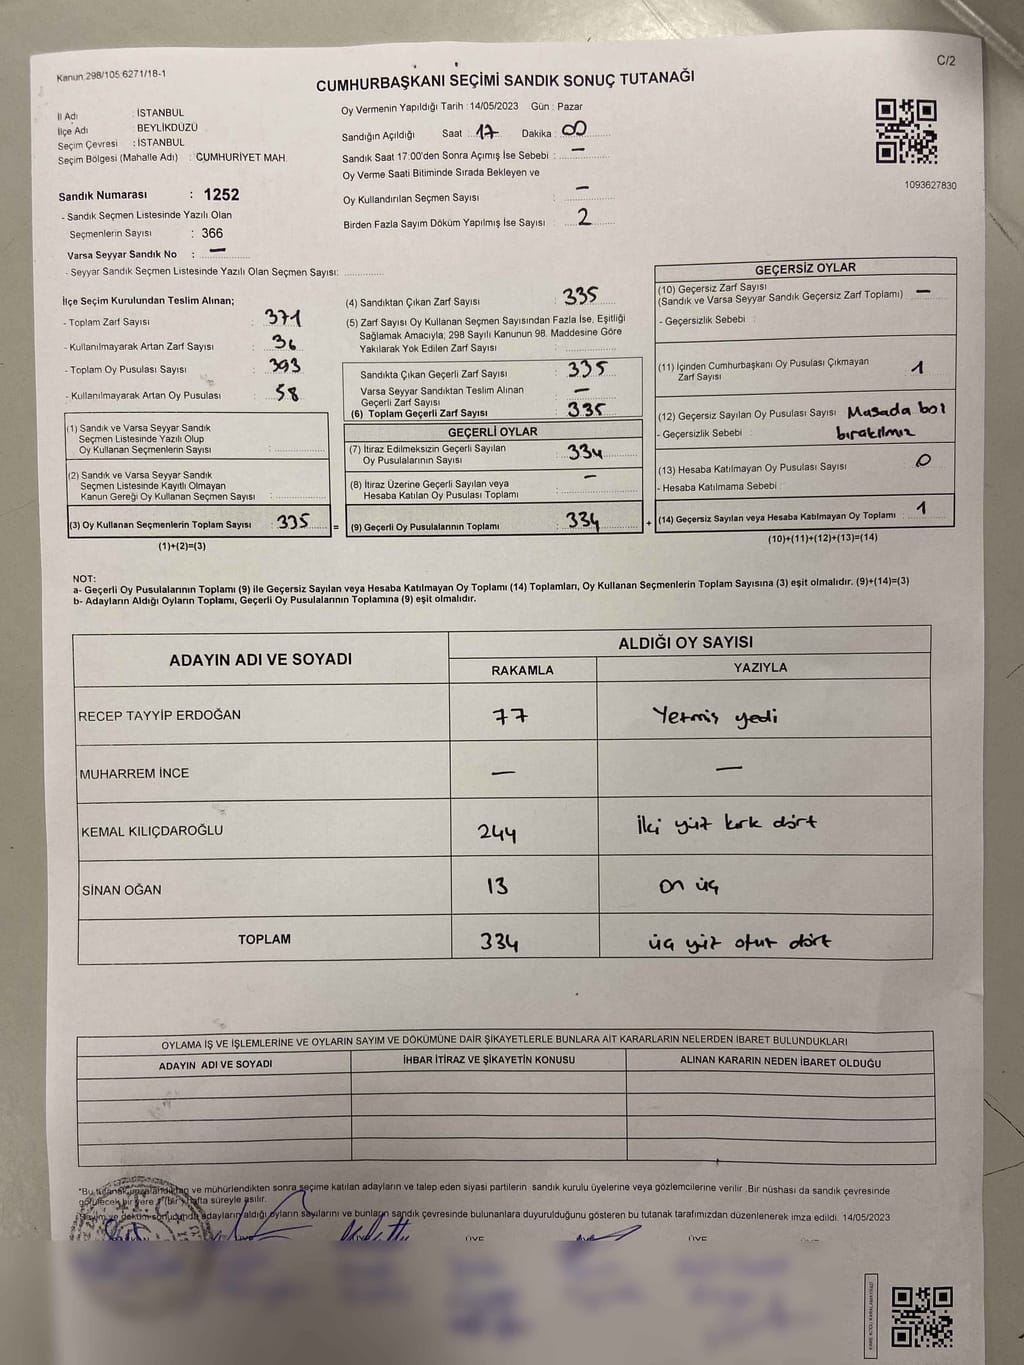 Kanun:298/105:6271/18-1
C/2
CUMHURBAŞKANI SEÇİMİ SANDIK SONUÇ TUTANAĞI
İl Adı : İSTANBUL
İlçe Adı : BEYLİKDÜZÜ
Seçim Çevresi : İSTANBUL
Seçim Bölgesi (Mahalle Adı) : CUMHURİYET MAH.
Oy Vermenin Yapıldığı Tarih : 14/05/2023 Gün : Pazar
Sandığın Açıldığı Saat : 17 Dakika : 00
Sandık Saat 17:00'den Sonra Açımış İse Sebebi : —
Oy Verme Saati Bitiminde Sırada Bekleyen ve
Oy Kullandırılan Seçmen Sayısı : —
Birden Fazla Sayım Döküm Yapılmış İse Sayısı : 2
1093627830
Sandık Numarası : 1252
- Sandık Seçmen Listesinde Yazılı Olan
Seçmenlerin Sayısı : 366
Varsa Seyyar Sandık No : —
- Seyyar Sandık Seçmen Listesinde Yazılı Olan Seçmen Sayısı:
İlçe Seçim Kurulundan Teslim Alınan;
- Toplam Zarf Sayısı : 371
- Kullanılmayarak Artan Zarf Sayısı : 36
- Toplam Oy Pusulası Sayısı : 393
- Kullanılmayarak Artan Oy Pusulası : 58
(1) Sandık ve Varsa Seyyar Sandık
Seçmen Listesinde Yazılı Olup
Oy Kullanan Seçmenlerin Sayısı :
(2) Sandık ve Varsa Seyyar Sandık
Seçmen Listesinde Kayıtlı Olmayan
Kanun Gereği Oy Kullanan Seçmen Sayısı :
(3) Oy Kullanan Seçmenlerin Toplam Sayısı : 335 =
(1)+(2)=(3)
(4) Sandıktan Çıkan Zarf Sayısı : 335
(5) Zarf Sayısı Oy Kullanan Seçmen Sayısından Fazla İse, Eşitliği
Sağlamak Amacıyla; 298 Sayılı Kanunun 98. Maddesine Göre
Yakılarak Yok Edilen Zarf Sayısı :
Sandıkta Çıkan Geçerli Zarf Sayısı : 335
Varsa Seyyar Sandıktan Teslim Alınan
Geçerli Zarf Sayısı : —
(6) Toplam Geçerli Zarf Sayısı : 335
GEÇERLİ OYLAR
(7) İtiraz Edilmeksizin Geçerli Sayılan
Oy Pusulalarının Sayısı : 334
(8) İtiraz Üzerine Geçerli Sayılan veya
Hesaba Katılan Oy Pusulası Toplamı : —
(9) Geçerli Oy Pusulalarının Toplamı : 334 +
GEÇERSİZ OYLAR
(10) Geçersiz Zarf Sayısı
(Sandık ve Varsa Seyyar Sandık Geçersiz Zarf Toplamı) —
- Geçersizlik Sebebi :
(11) İçinden Cumhurbaşkanı Oy Pusulası Çıkmayan
Zarf Sayısı 1
(12) Geçersiz Sayılan Oy Pusulası Sayısı Masada boş
- Geçersizlik Sebebi : bırakılmış
(13) Hesaba Katılmayan Oy Pusulası Sayısı 0
- Hesaba Katılmama Sebebi :
(14) Geçersiz Sayılan veya Hesaba Katılmayan Oy Toplamı : 1
(10)+(11)+(12)+(13)=(14)
NOT:
a- Geçerli Oy Pusulalarının Toplamı (9) ile Geçersiz Sayılan veya Hesaba Katılmayan Oy Toplamı (14) Toplamları, Oy Kullanan Seçmenlerin Toplam Sayısına (3) eşit olmalıdır. (9)+(14)=(3)
b- Adayların Aldığı Oyların Toplamı, Geçerli Oy Pusulalarının Toplamına (9) eşit olmalıdır.
ADAYIN ADI VE SOYADI
ALDIĞI OY SAYISI
RAKAMLA YAZIYLA
RECEP TAYYİP ERDOĞAN 77 Yetmiş yedi
MUHARREM İNCE — —
KEMAL KILIÇDAROĞLU 244 İki yüz kırk dört
SİNAN OĞAN 13 on üç
TOPLAM 334 üç yüz otuz dört
OYLAMA İŞ VE İŞLEMLERİNE VE OYLARIN SAYIM VE DÖKÜMÜNE DAİR ŞİKAYETLERLE BUNLARA AİT KARARLARIN NELERDEN İBARET BULUNDUKLARI
ADAYIN ADI VE SOYADI İHBAR İTİRAZ VE ŞİKAYETİN KONUSU ALINAN KARARIN NEDEN İBARET OLDUĞU
*Bu tutanak imzalandıktan ve mühürlendikten sonra seçime katılan adayların ve talep eden siyasi partilerin sandık kurulu üyelerine veya gözlemcilerine verilir. Bir nüshası da sandık çevresinde
görülecek bir yere 1 (bir) hafta süreyle asılır.
Sayım ve döküm sonucunda adayların aldığı oyların sayılarını ve bunların sandık çevresinde bulunanlara duyurulduğunu gösteren bu tutanak tarafımızdan düzenlenerek imza edildi. 14/05/2023
ÜYE ÜYE